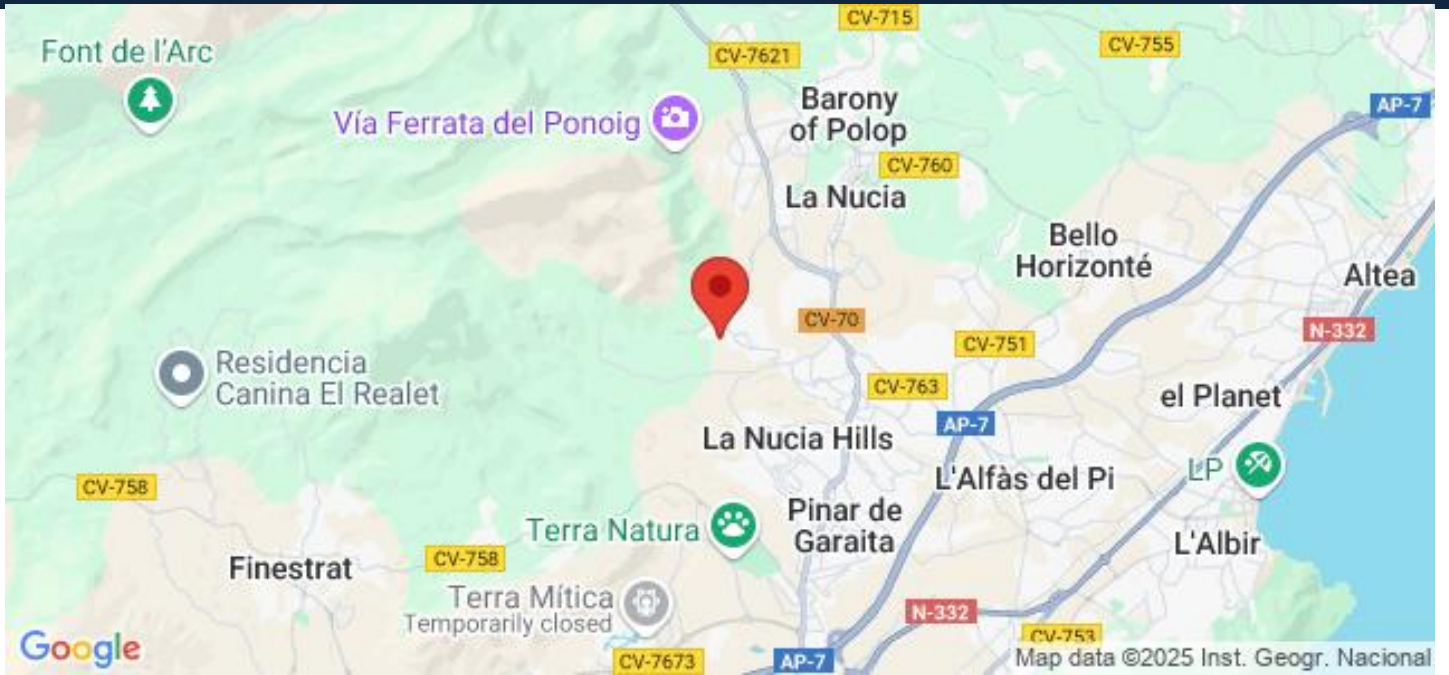 CV-715
Font de l'Arc
CV-7621
CV-755
Vía Ferrata del Ponoig
Barony
of Polop
AP-7
CV-760
La Nucia
Bello
Horizonté
Altea
CV-70
N-332
CV-751
Residencia
Canina El Realet
CV-763
el Planet
AP-7
La Nucia Hills
L'Alfàs del Pi
LP
CV-758
Pinar de
Garaita
Terra Natura
L'Albir
CV-758
Finestrat
Terra Mítica
Temporarily closed
N-332
CV-753
Google
CV-7673
AP-7
Map data ©2025 Inst. Geogr. Nacional